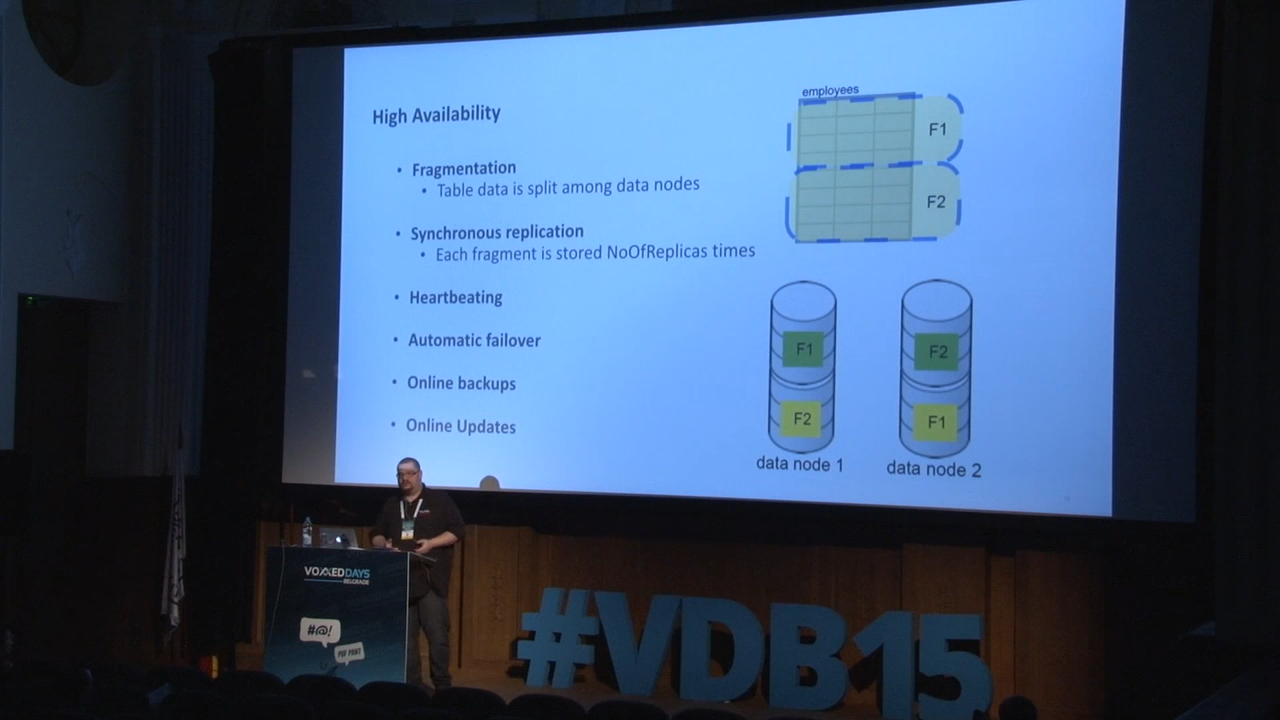 High Availability
• Fragmentation
• Table data is split among data nodes
• Synchronous replication
• Each fragment is stored NoOfReplicas times
• Heartbeating
• Automatic failover
• Online backups
• Online Updates
employees
F1
F2
F1
F2
F2
F1
data node 1
data node 2
VOXXEDDAYS
BELGRADE
#@!
#VDB15